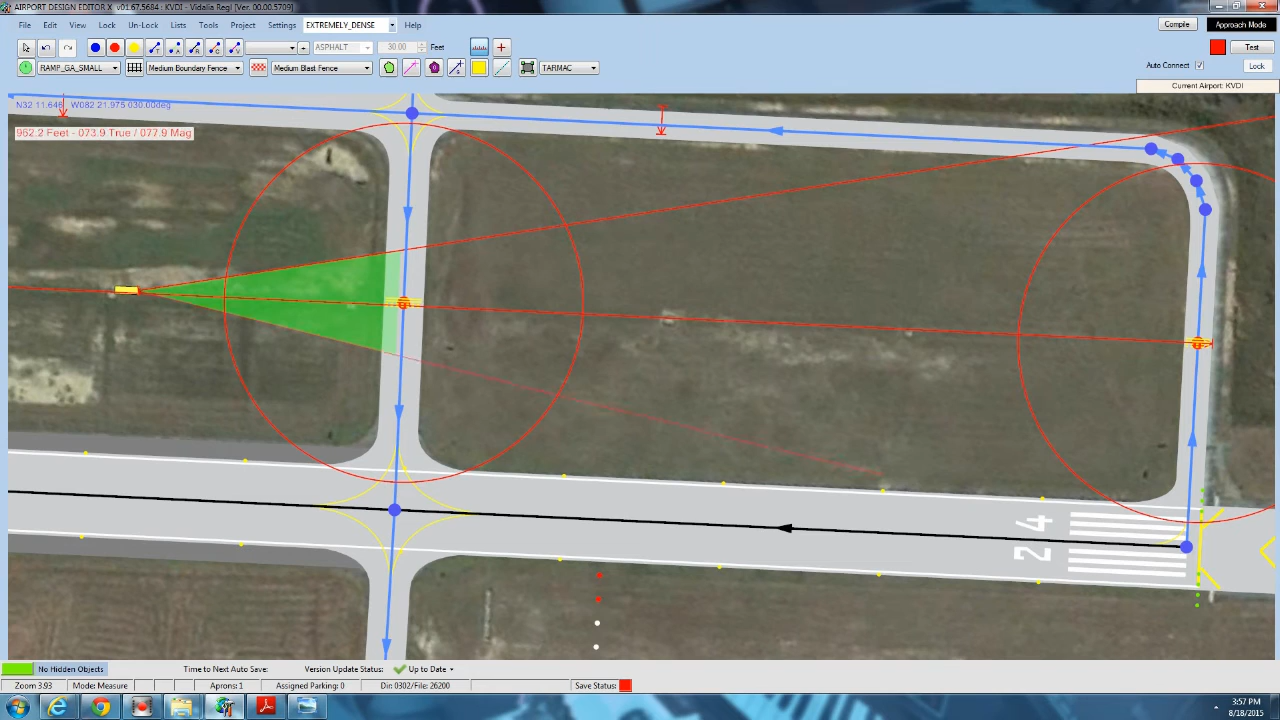 AIRPORT DESIGN EDITOR X v01.67.5684 : KVDI - Vidalia Regl [Ver. 00.00.5709]
File Edit View Lock Un-Lock Lists Tools Project Settings EXTREMELY_DENSE Help
Compile Approach Mode
ASPHALT 30.00 Feet
Test
RAMP_GA_SMALL Medium Boundary Fence Medium Blast Fence TARMAC
Auto Connect Lock
Current Airport: KVDI
N32 11.646 W082 21.975 030.00deg
962.2 Feet - 073.9 True / 077.9 Mag
24
No Hidden Objects Time to Next Auto Save: Version Update Status: Up to Date
Zoom 3.93 Mode: Measure Aprons: 1 Assigned Parking: 0 Dir: 0302/File: 26200 Save Status:
3:57 PM
8/18/2015